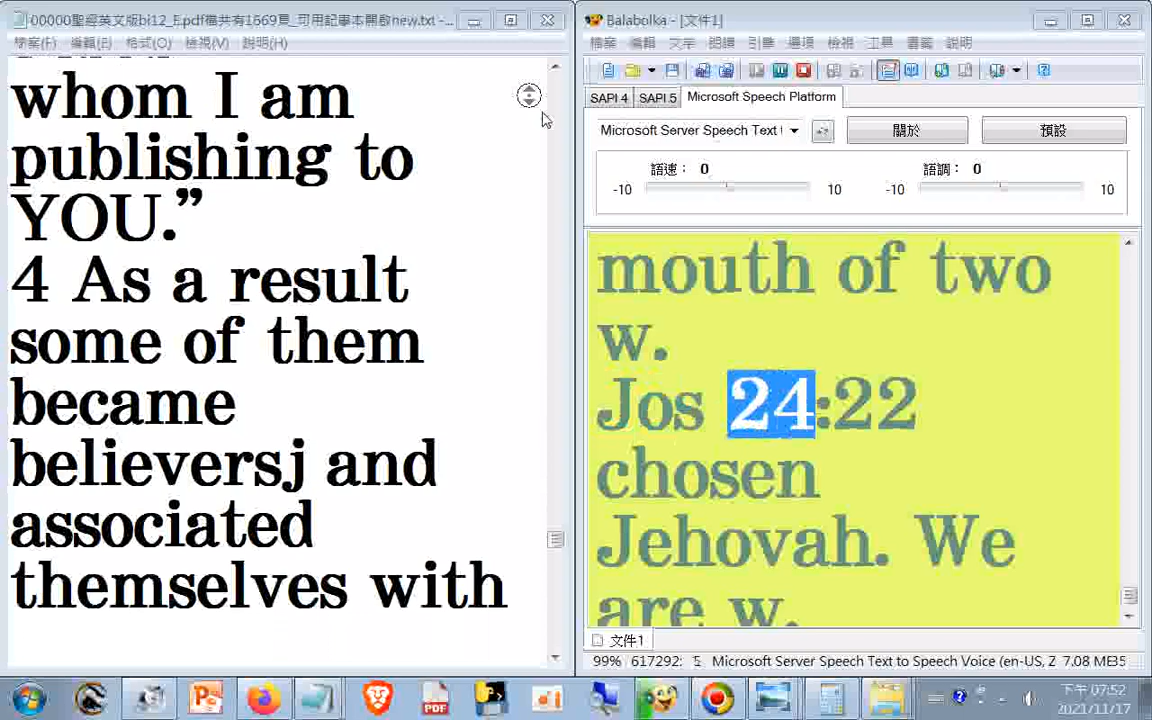 00000聖經英文版bi12_E.pdf檔共有1669頁_可用記事本開啟new.txt -...
檔案(F) 編輯(E) 格式(O) 檢視(V) 說明(H)
whom I am
publishing to
YOU.”
4 As a result
some of them
became
believersj and
associated
themselves with
Balabolka - [文件1]
檔案 編輯 文字 朗讀 引擎 選項 檢視 工具 書籤 說明
SAPI 4 SAPI 5 Microsoft Speech Platform
Microsoft Server Speech Text 關於 預設
語速： 0 語調： 0
-10 10 -10 10
mouth of two
w.
Jos 24:22
chosen
Jehovah. We
are w.
文件1
99% 617292: Microsoft Server Speech Text to Speech Voice (en-US, Z 7.08 MB
PDF
下午 07:52
2021/11/17